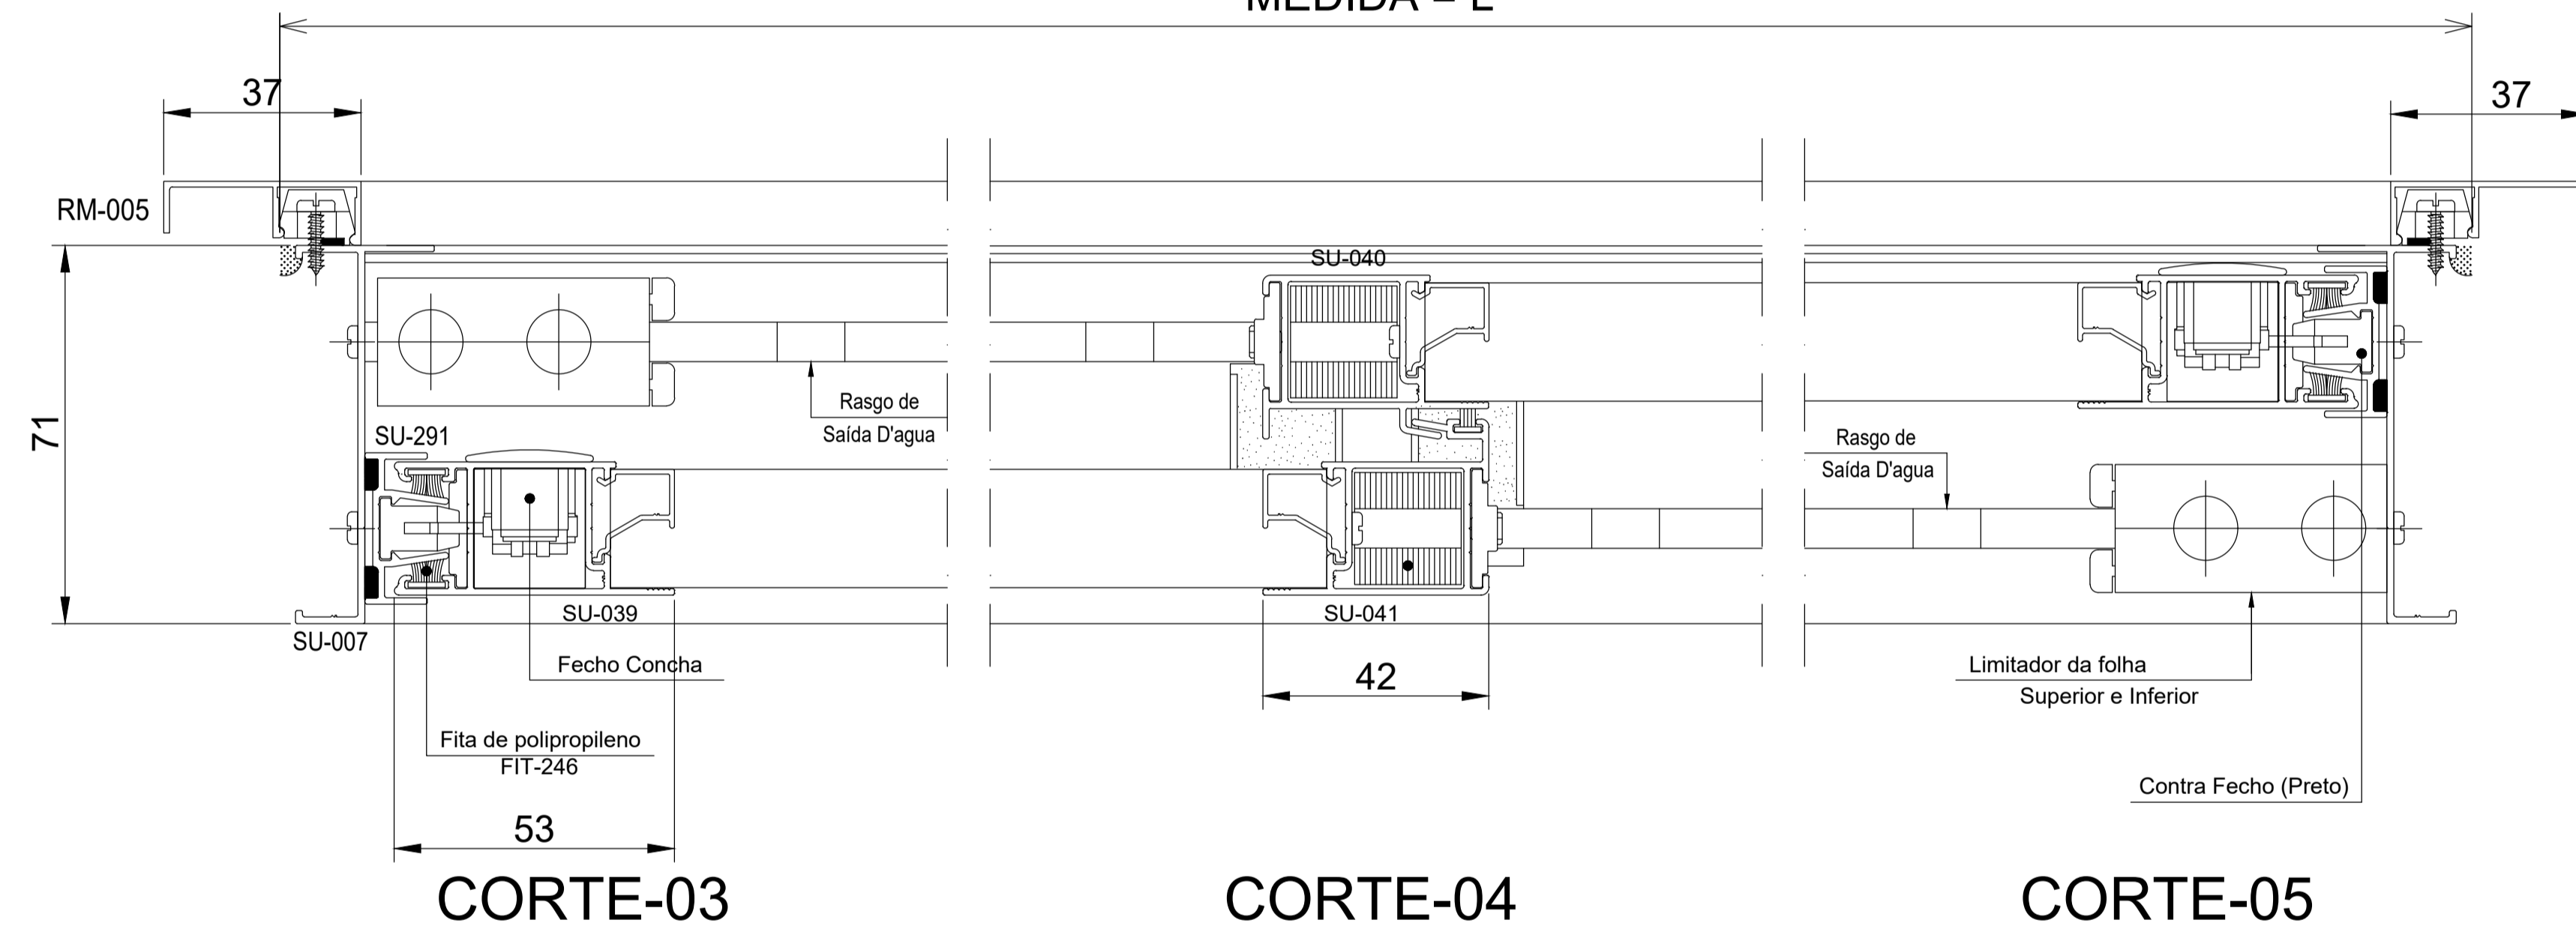 MEDIDA = L
37
37
RM-005
SU-040
71
Rasgo de
Saída D'agua
SU-291
Rasgo de
Saída D'agua
SU-039
SU-041
SU-007
Fecho Concha
42
Limitador da folha
Superior e Inferior
Fita de polipropileno
FIT-246
Contra Fecho (Preto)
53
CORTE-03
CORTE-04
CORTE-05